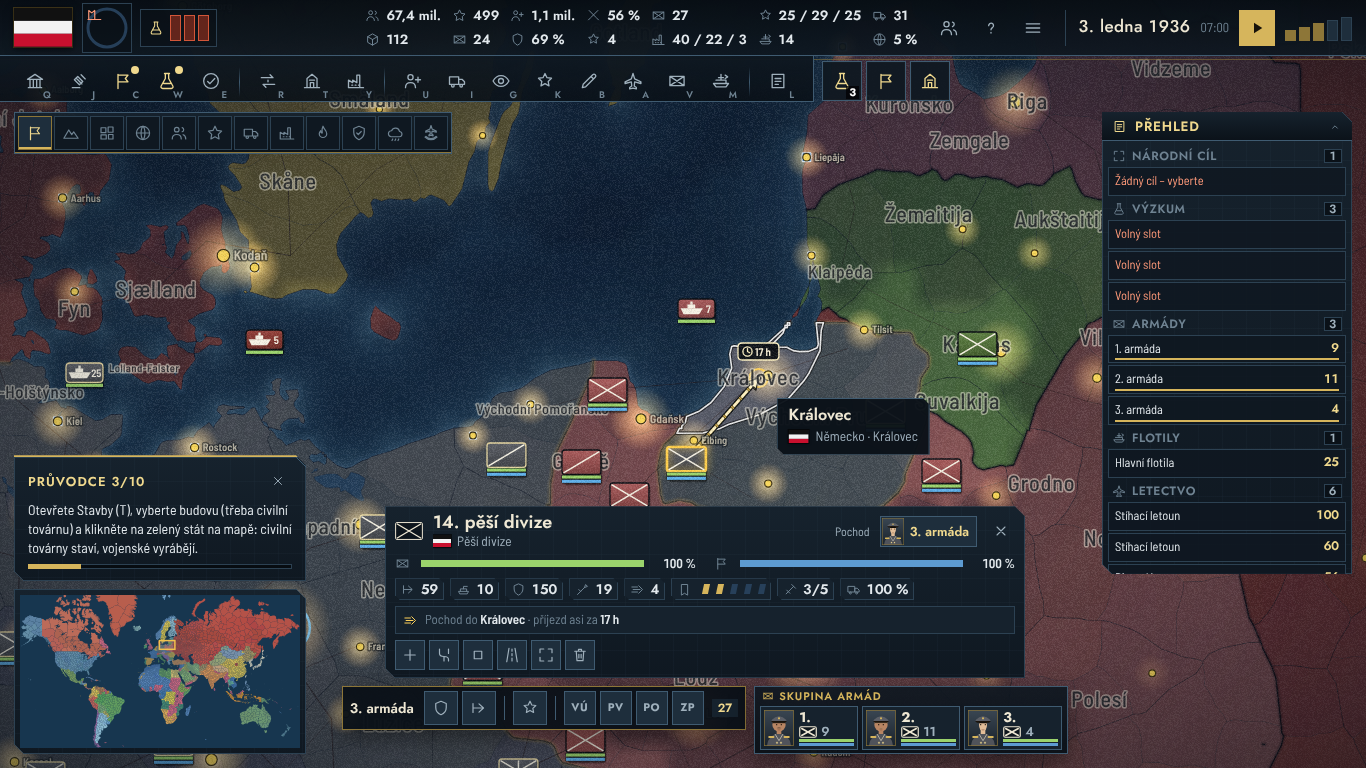 67,4 mil.
499
1,1 mil.
56 %
27
25 / 29 / 25
31
112
24
69 %
4
40 / 22 / 3
14
5 %
?
3. ledna 1936
07:00
Q
J
C
W
E
R
T
Y
U
I
G
K
B
A
V
M
L
3
Vidzeme
Kuronsko
Riga
Zemgale
Liepāja
Skåne
Aarhus
Kodaň
Sjælland
Fyn
Lolland-Falster
Kiel
Rostock
5
25
7
Žemaitija
Klaipėda
Tilsit
17 h
Královec
Gdaňsk
Elbing
Suvalkija
Grodno
Polesí
PŘEHLED
NÁRODNÍ CÍL
1
Žádný cíl – vyberte
VÝZKUM
3
Volný slot
Volný slot
Volný slot
ARMÁDY
3
1. armáda
9
2. armáda
11
3. armáda
4
FLOTILY
1
Hlavní flotila
25
LETECTVO
6
Stíhací letoun
100
Stíhací letoun
60
Královec
Německo · Královec
PRŮVODCE 3/10
Otevřete Stavby (T), vyberte budovu (třeba civilní
továrnu) a klikněte na zelený stát na mapě: civilní
továrny staví, vojenské vyrábějí.
14. pěší divize
Pěší divize
Pochod
3. armáda
100 %
100 %
59
10
150
19
4
3/5
100 %
Pochod do Královec · příjezd asi za 17 h
3. armáda
VÚ
PV
PO
ZP
27
SKUPINA ARMÁD
1.
9
2.
11
3.
4